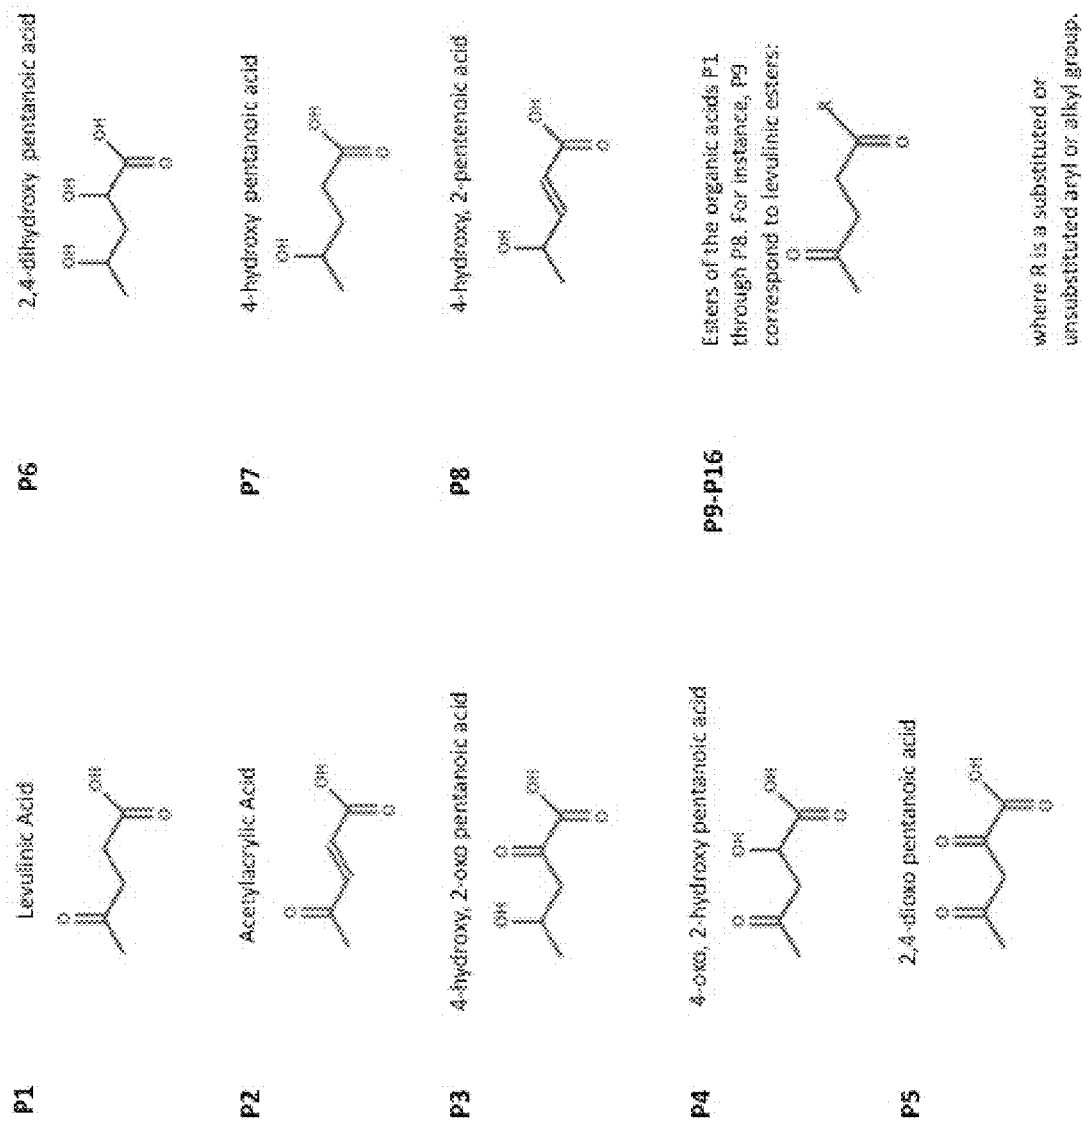 P1
Levulinic Acid
O
OH
O
P2
Acetylacrylic Acid
O
OH
O
P3
4-hydroxy, 2-oxo pentanoic acid
OH
O
OH
O
P4
4-oxo, 2-hydroxy pentanoic acid
O
OH
OH
O
P5
2,4-dioxo pentanoic acid
O
O
OH
O
P6
2,4-dihydroxy pentanoic acid
OH
OH
OH
O
P7
4-hydroxy pentanoic acid
OH
OH
O
P8
4-hydroxy, 2-pentenoic acid
OH
OH
O
P9-P16
Esters of the organic acids P1
through P8. For instance, P9
correspond to levulinic esters:
O
R
O
where R is a substituted or
unsubstituted aryl or alkyl group.